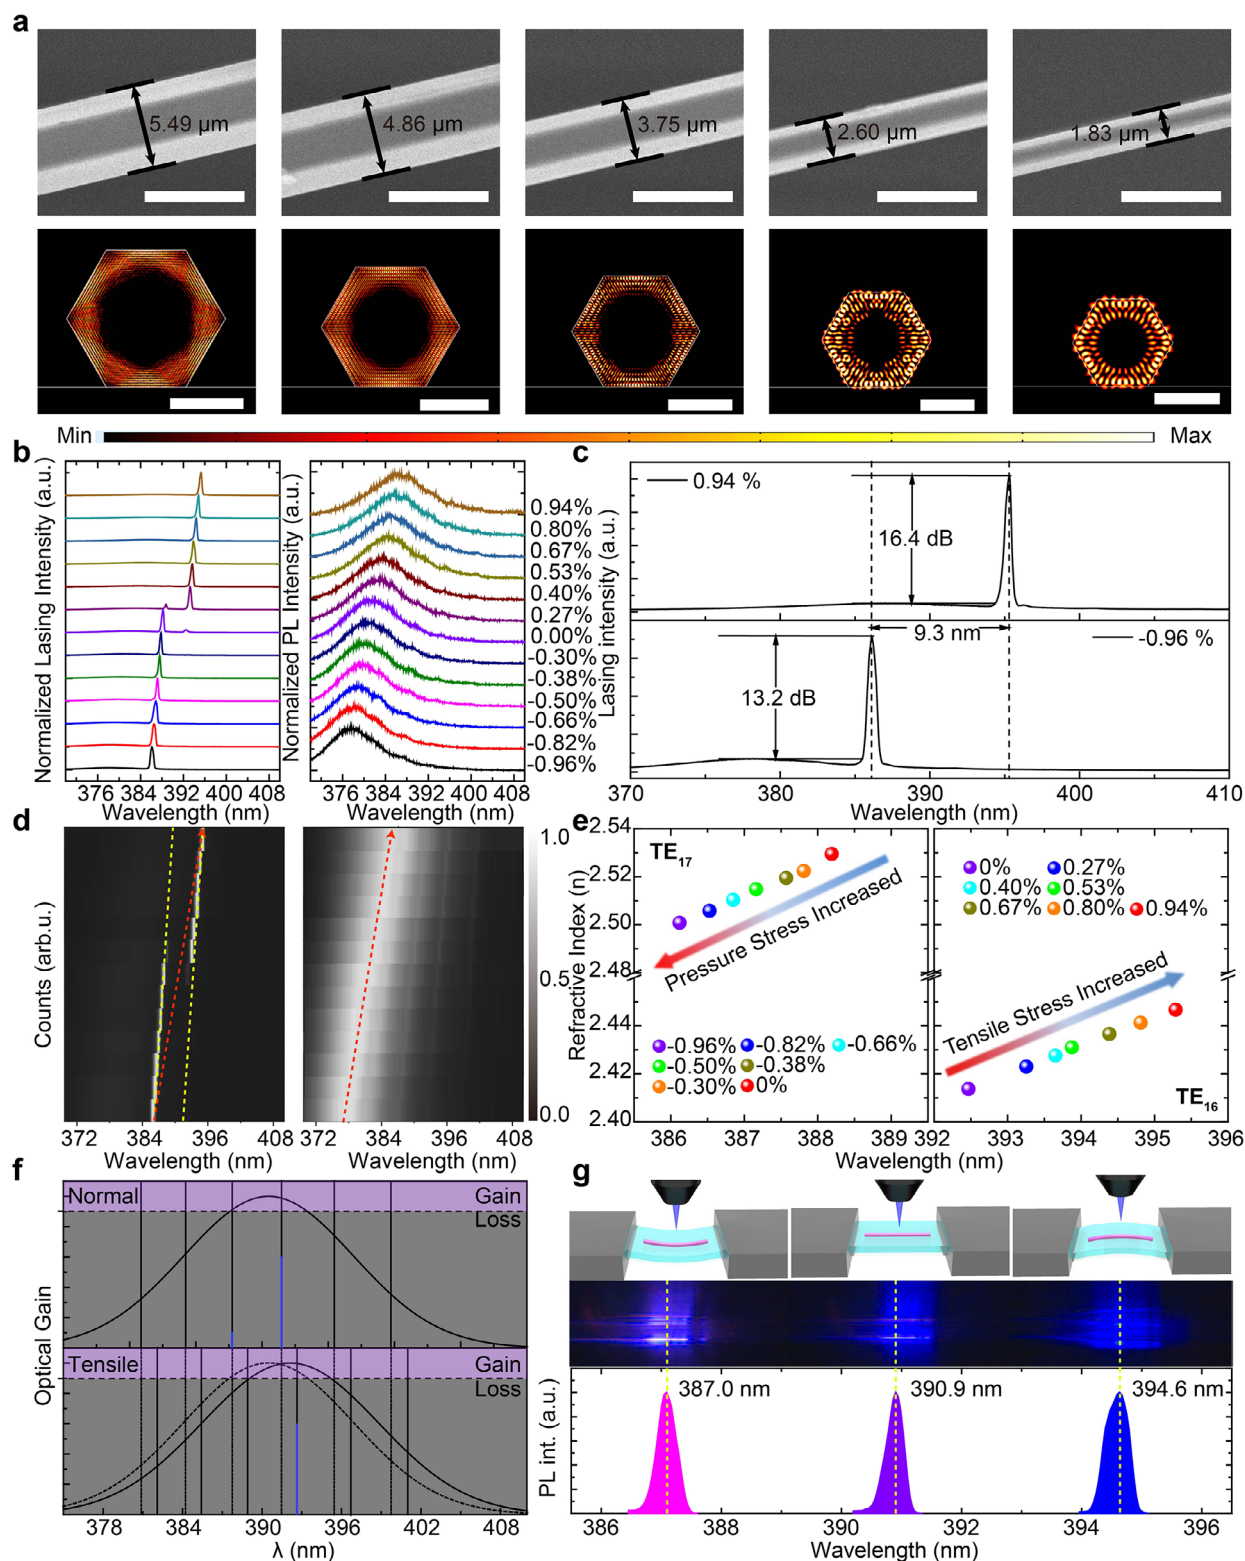 a
5.49 µm
4.86 µm
3.75 µm
2.60 µm
1.83 µm
Min
Max
b
Normalized Lasing Intensity (a.u.)
376 384 392 400 408
Wavelength (nm)
Normalized PL Intensity (a.u.)
0.94%
0.80%
0.67%
0.53%
0.40%
0.27%
0.00%
-0.30%
-0.38%
-0.50%
-0.66%
-0.82%
-0.96%
376 384 392 400 408
Wavelength (nm)
c
Lasing intensity (a.u.)
0.94 %
16.4 dB
9.3 nm
-0.96 %
13.2 dB
370 380 390 400 410
Wavelength (nm)
d
Counts (arb.u.)
372 384 396 408
Wavelength (nm)
372 384 396 408
Wavelength (nm)
1.0
0.5
0.0
e
Refractive Index (n)
2.54
2.52
2.50
2.48
2.44
2.42
2.40
TE17
Pressure Stress Increased
-0.96% -0.82% -0.66%
-0.50% -0.38%
-0.30% 0%
386 387 388 389
0% 0.27%
0.40% 0.53%
0.67% 0.80% 0.94%
Tensile Stress Increased
TE16
392 393 394 395 396
Wavelength (nm)
Wavelength (nm)
f
Optical Gain
Normal
Gain
Loss
Tensile
Gain
Loss
378 384 390 396 402 408
λ (nm)
g
387.0 nm
390.9 nm
394.6 nm
PL int. (a.u.)
386 388 390 392 394 396
Wavelength (nm)